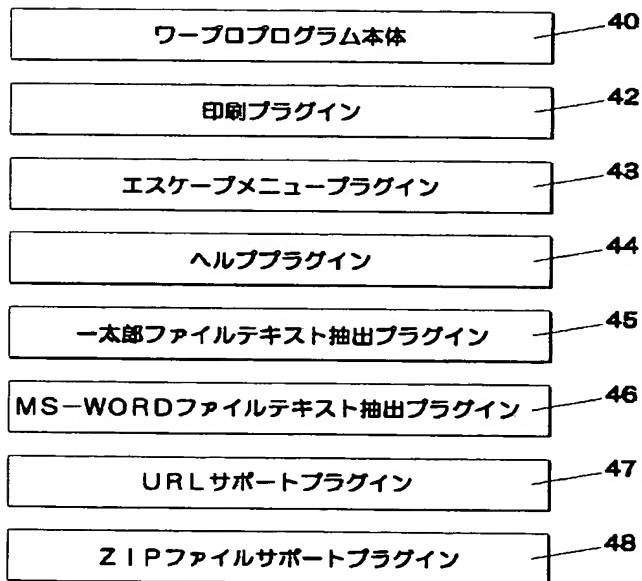 ワープロプログラム本体 40
印刷プラグイン 42
エスケープメニュープラグイン 43
ヘルププラグイン 44
一太郎ファイルテキスト抽出プラグイン 45
MS-WORDファイルテキスト抽出プラグイン 46
URLサポートプラグイン 47
ZIPファイルサポートプラグイン 48